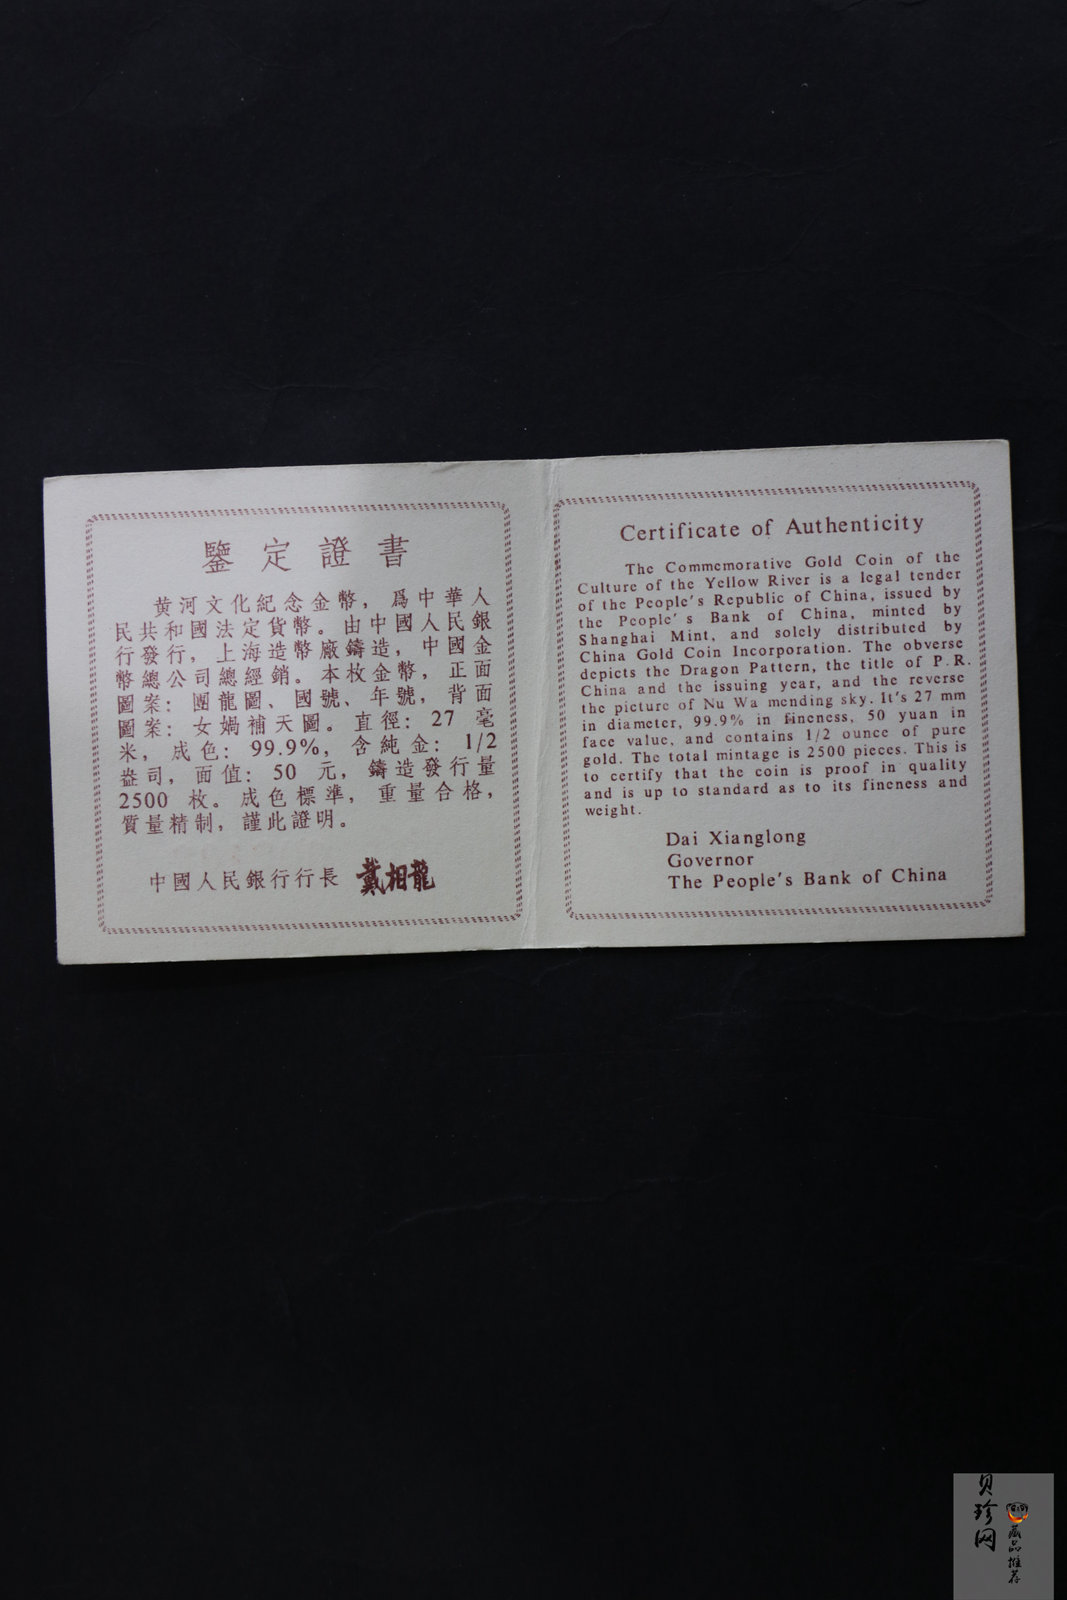 鑒定證書
黄河文化紀念金幣，爲中華人
民共和國法定貨幣。由中國人民銀
行發行，上海造幣廠鑄造，中國金
幣總公司總經銷。本枚金幣，正面
圖案：團龍圖、國號、年號，背面
圖案：女媧補天圖。直徑：27 毫
米，成色：99.9%，含純金：1/2
盎司，面值：50 元，鑄造發行量
2500 枚。成色標準，重量合格，
質量精制，謹此證明。
中國人民銀行行長 戴相龍
Certificate of Authenticity
The Commemorative Gold Coin of the
Culture of the Yellow River is a legal tender
of the People's Republic of China, issued by
the People's Bank of China, minted by
Shanghai Mint, and solely distributed by
China Gold Coin Incorporation. The obverse
depicts the Dragon Pattern, the title of P.R.
China and the issuing year, and the reverse
the picture of Nu Wa mending sky. It's 27 mm
in diameter, 99.9% in fineness, 50 yuan in
face value, and contains 1/2 ounce of pure
gold. The total mintage is 2500 pieces. This is
to certify that the coin is proof in quality
and is up to standard as to its fineness and
weight.
Dai Xianglong
Governor
The People's Bank of China
贝珍网
藏品推荐